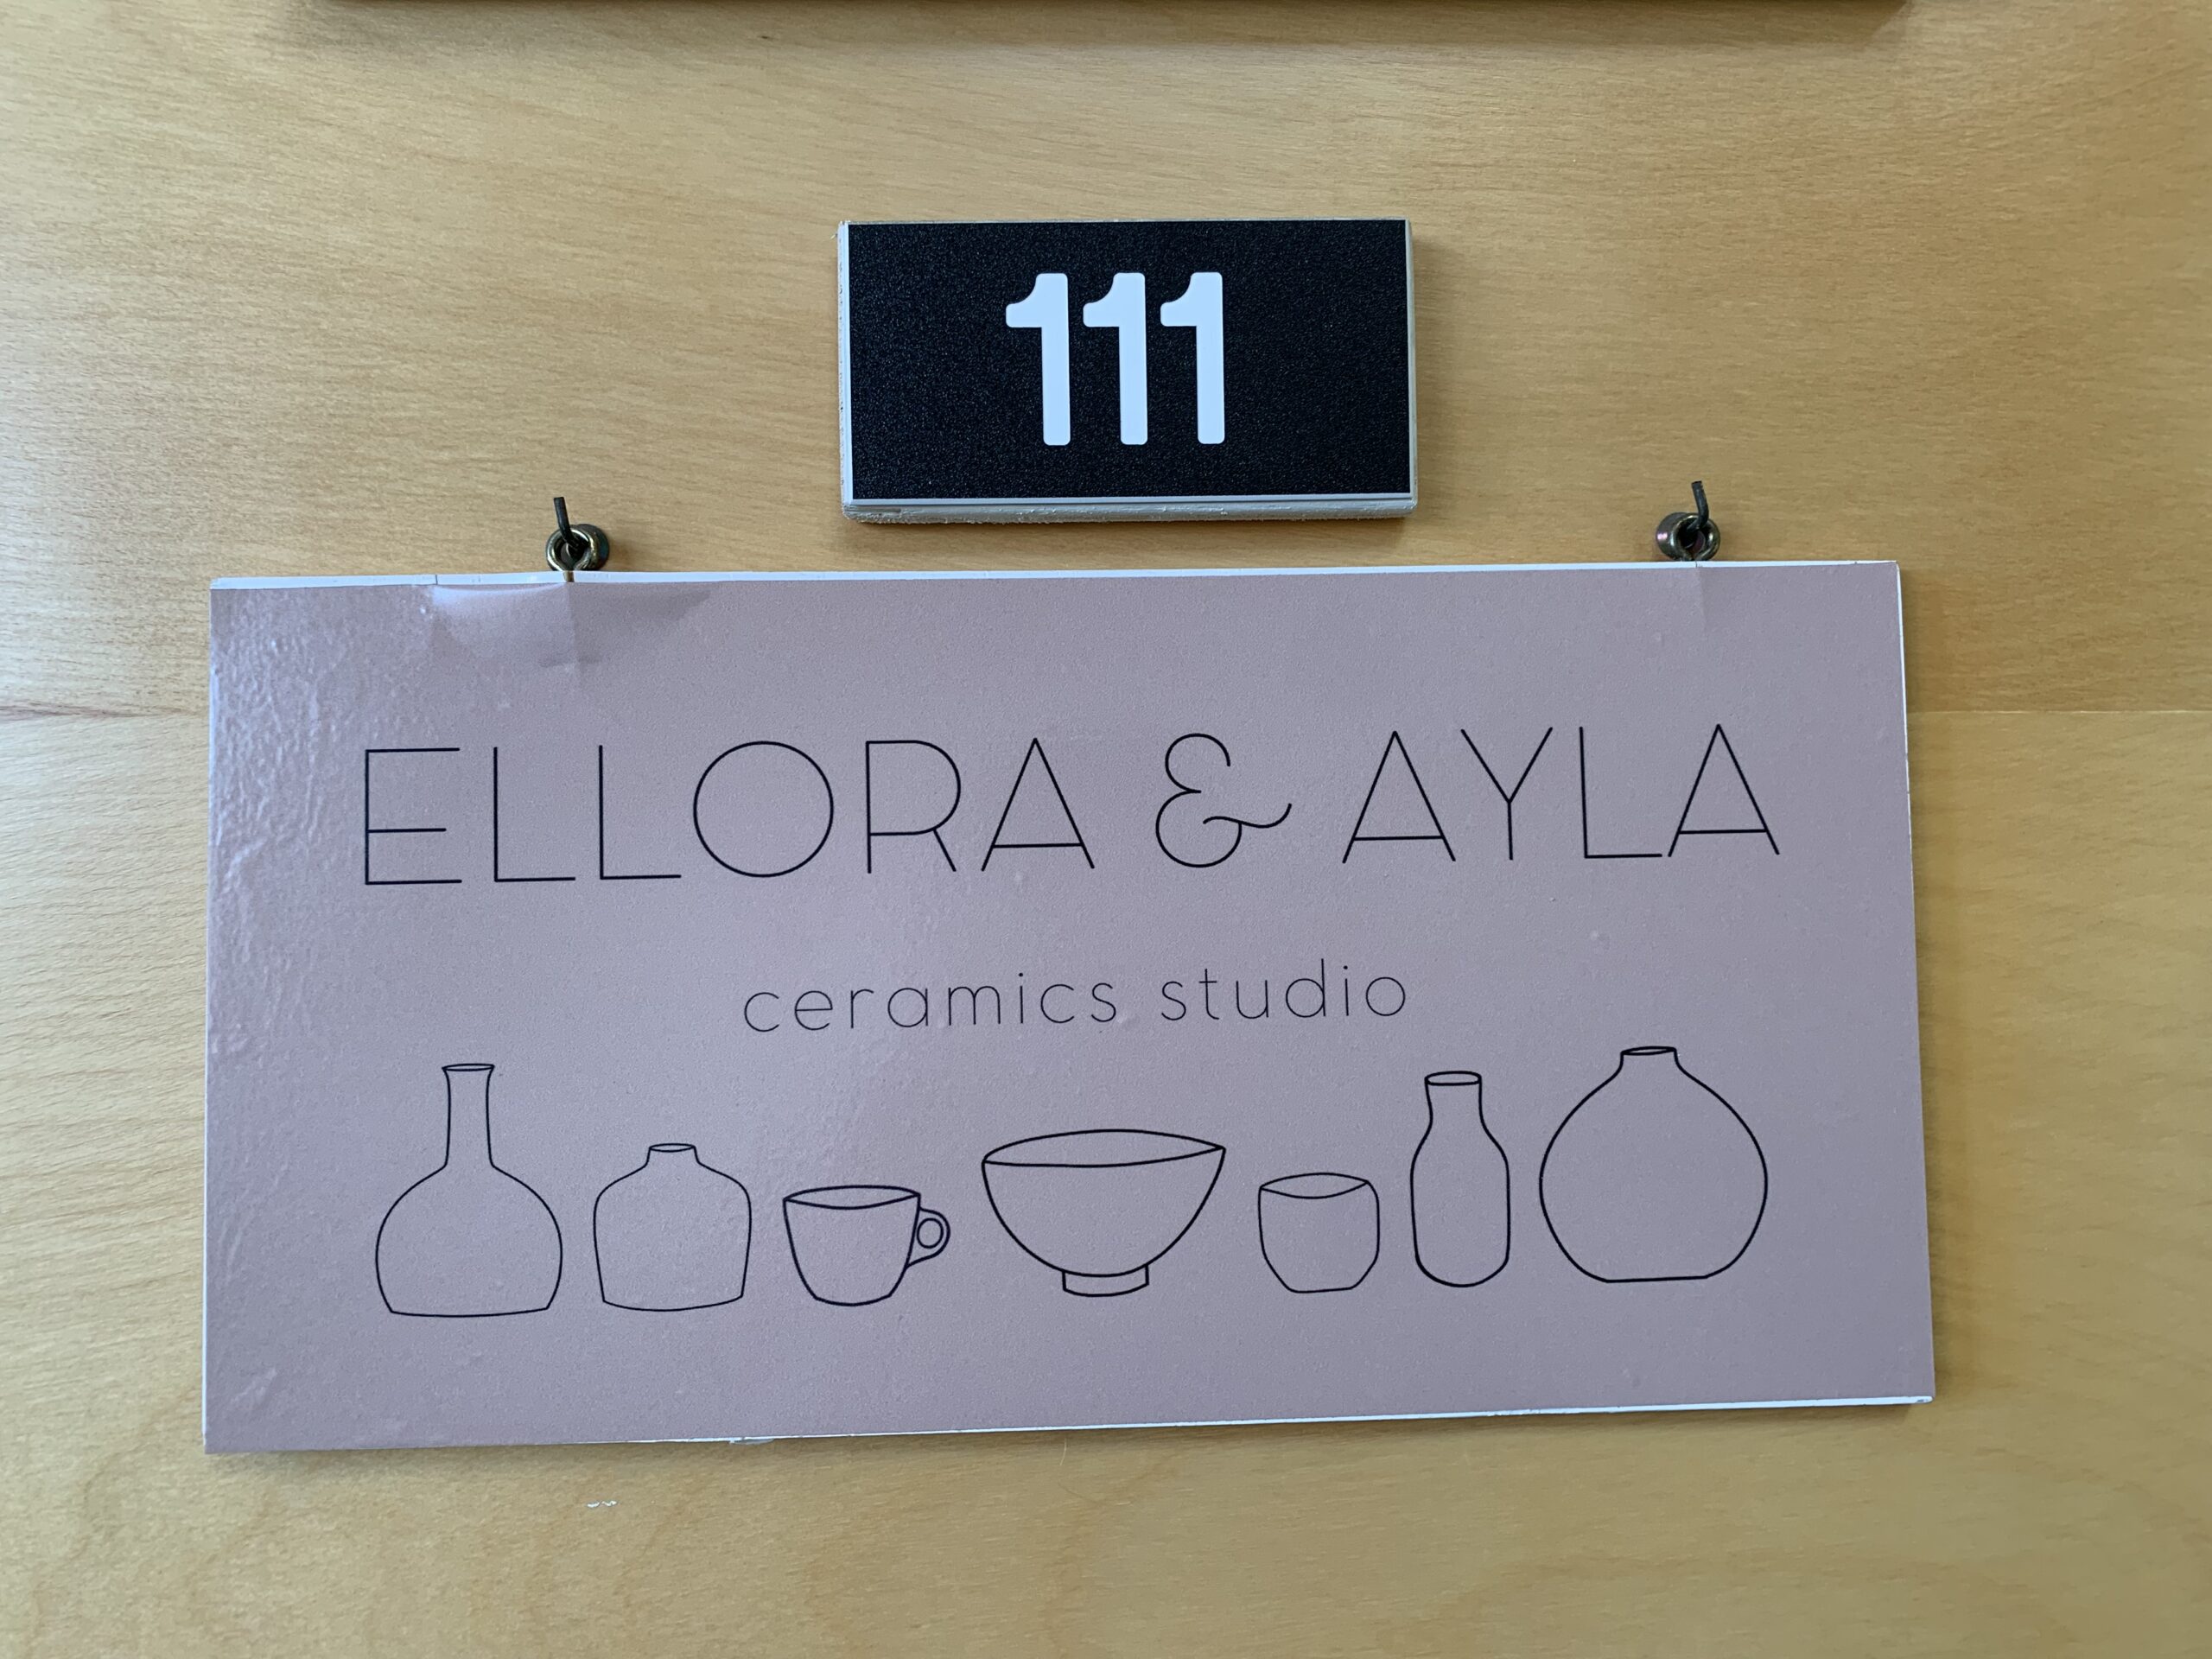 111
ELLORA & AYLA
ceramics studio